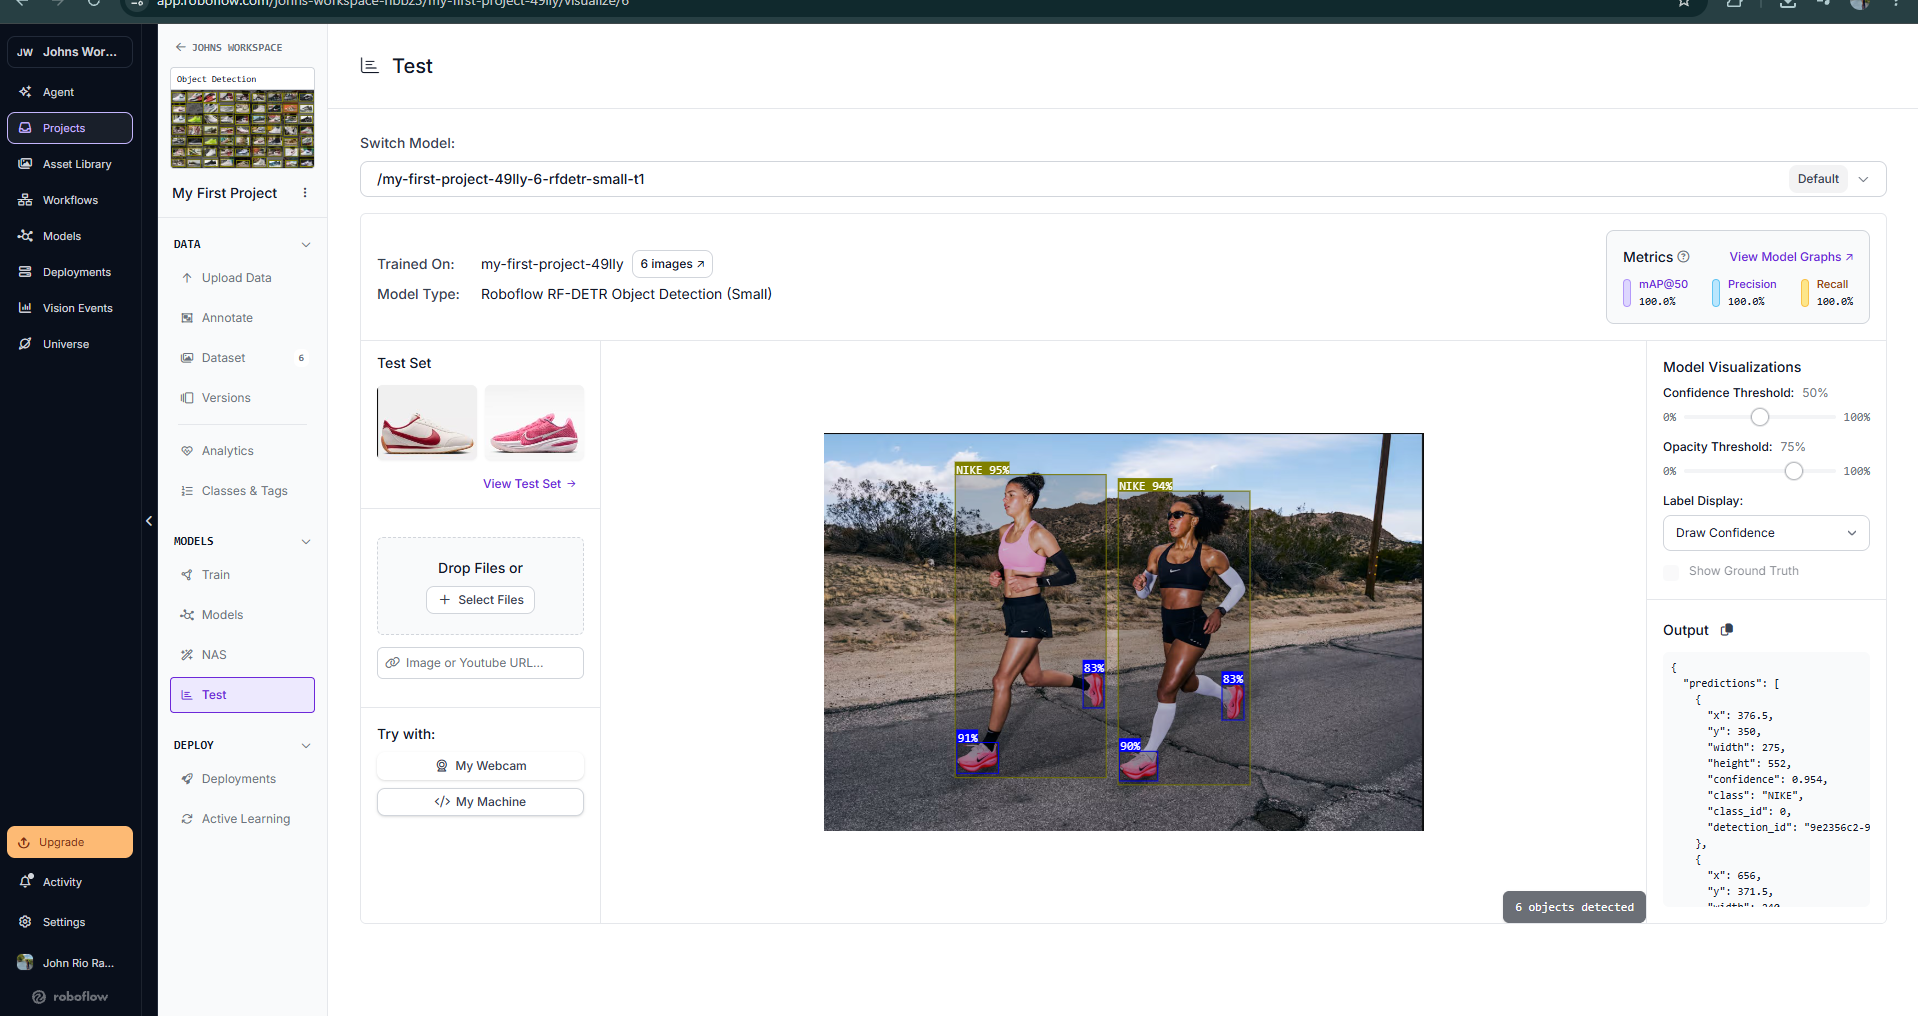 app.roboflow.com/johns-workspace-nbbz5/my-first-project-49lly/visualize/6
JW Johns Wor...
Agent
Projects
Asset Library
Workflows
Models
Deployments
Vision Events
Universe
Upgrade
Activity
Settings
John Rio Ra...
roboflow
JOHNS WORKSPACE
Object Detection
My First Project
DATA
Upload Data
Annotate
Dataset 6
Versions
Analytics
Classes & Tags
MODELS
Train
Models
NAS
Test
DEPLOY
Deployments
Active Learning
Test
Switch Model:
/my-first-project-49lly-6-rfdetr-small-t1 Default
Trained On: my-first-project-49lly 6 images ↗
Model Type: Roboflow RF-DETR Object Detection (Small)
Metrics View Model Graphs ↗
mAP@50 Precision Recall
100.0% 100.0% 100.0%
Test Set
View Test Set →
Drop Files or
+ Select Files
Image or Youtube URL...
Try with:
My Webcam
</> My Machine
NIKE 95%
NIKE 94%
83%
83%
91%
90%
6 objects detected
Model Visualizations
Confidence Threshold: 50%
0% 100%
Opacity Threshold: 75%
0% 100%
Label Display:
Draw Confidence
Show Ground Truth
Output
{
"predictions": [
{
"x": 376.5,
"y": 350,
"width": 275,
"height": 552,
"confidence": 0.954,
"class": "NIKE",
"class_id": 0,
"detection_id": "9e2356c2-9
},
{
"x": 656,
"y": 371.5,
"width": 240